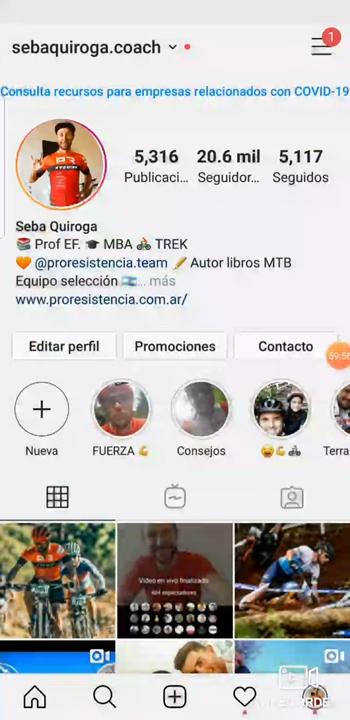 sebaquiroga.coach
1
Consulta recursos para empresas relacionados con COVID-19
5,316 20.6 mil 5,117
Publicaci... Seguidor... Seguidos
Seba Quiroga
📚 Prof EF. 🎓 MBA 🚵 TREK
🧡 @proresistencia.team 🖊️ Autor libros MTB
Equipo selección 🇦🇷... más
www.proresistencia.com.ar/
Editar perfil Promociones Contacto
Nueva FUERZA 💪 Consejos 😅💪🚵 Terra
Video en vivo finalizado